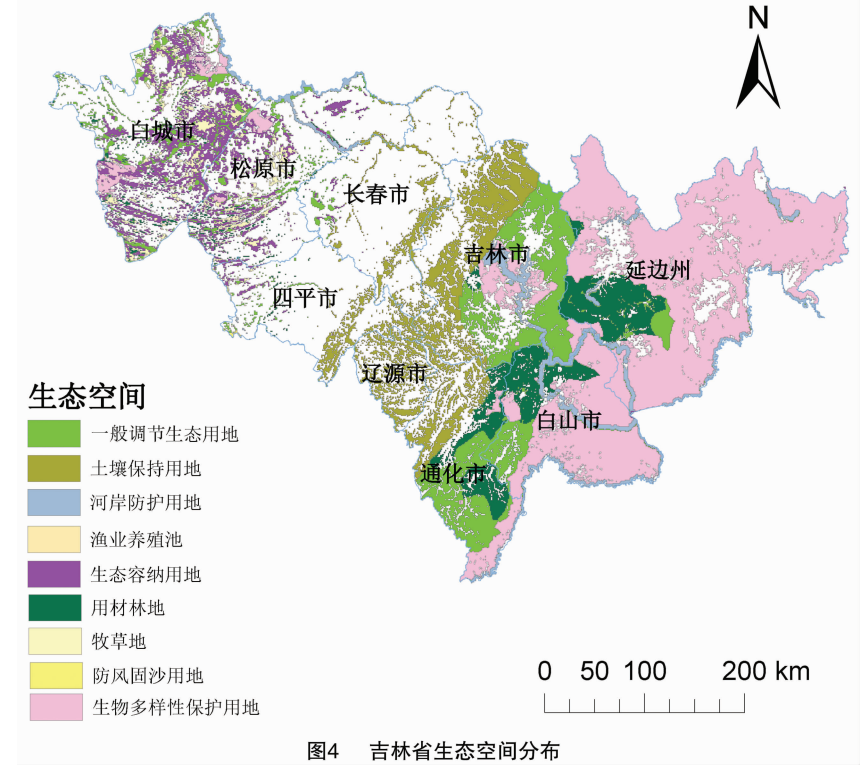 N
白城市
松原市
长春市
吉林市
延边州
四平市
辽源市
白山市
通化市
生态空间
一般调节生态用地
土壤保持用地
河岸防护用地
渔业养殖池
生态容纳用地
用材林地
牧草地
防风固沙用地
生物多样性保护用地
0 50 100 200 km
图4 吉林省生态空间分布